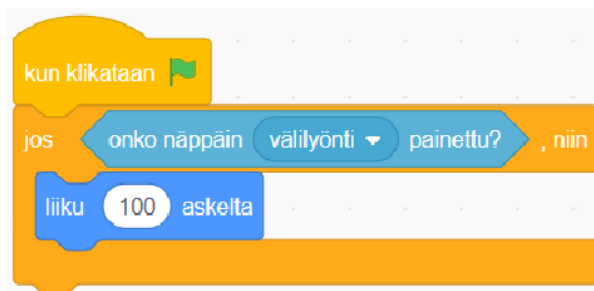 kun klikataan
jos onko näppäin välilyönti painettu? , niin
liiku 100 askelta